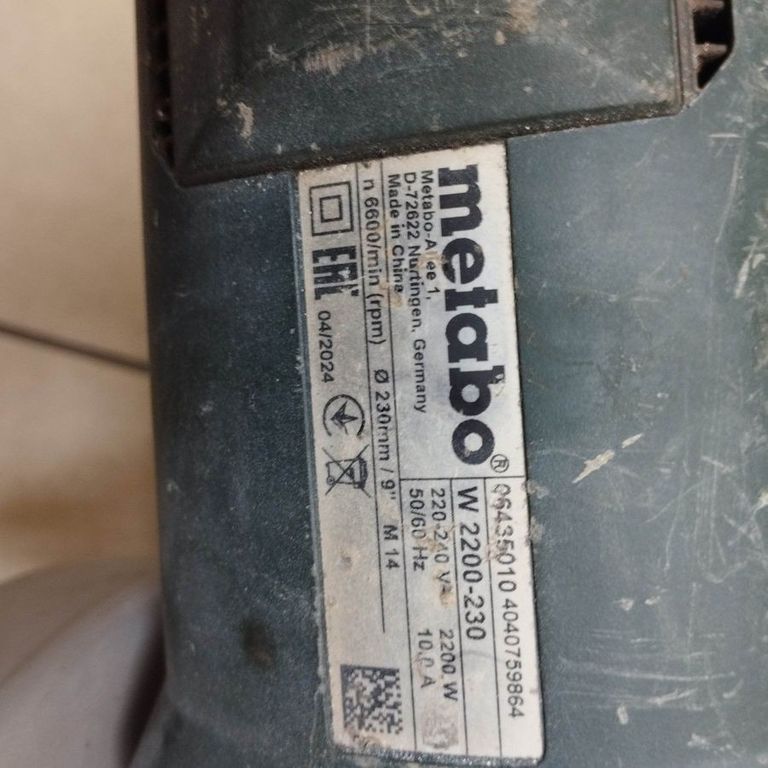 metabo®
Metabo-Allee 1,
D-72622 Nürtingen, Germany
Made in China
06435010 4040759864
W 2200-230
220-240 V 2200 W
50/60 Hz 10,0 A
n 6600/min (rpm) Ø 230mm / 9" M 14
EAC 04/2024